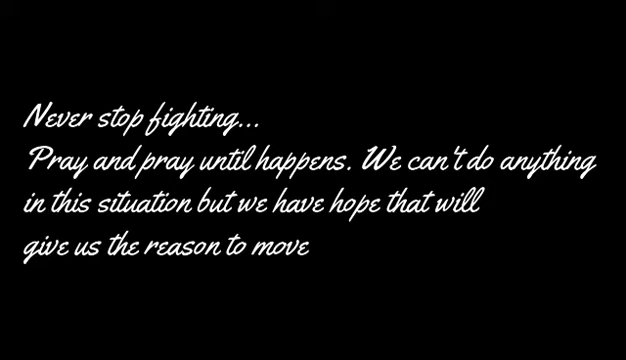 Never stop fighting...
Pray and pray until happens. We can't do anything
in this situation but we have hope that will
give us the reason to move